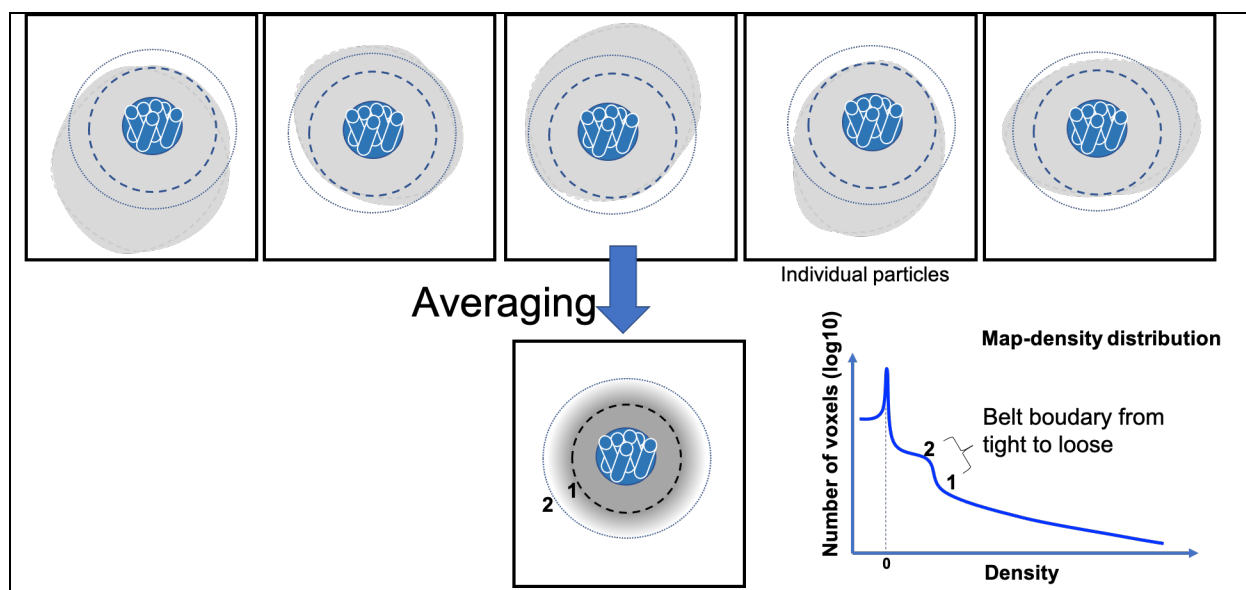 Individual particles
Averaging
Map-density distribution
Number of voxels (log10)
Belt boudary from
tight to loose
2
1
2
1
0
Density